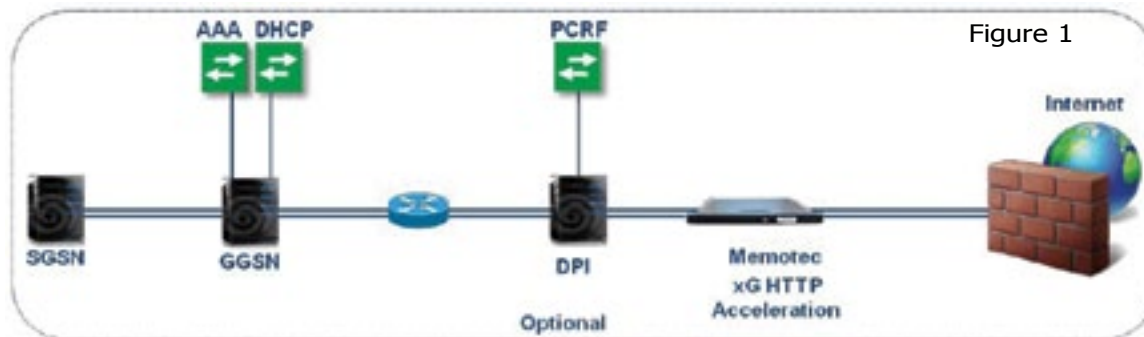 Figure 1
AAA DHCP
PCRF
Internet
SGSN
GGSN
DPI
Memotec
xG HTTP
Acceleration
Optional